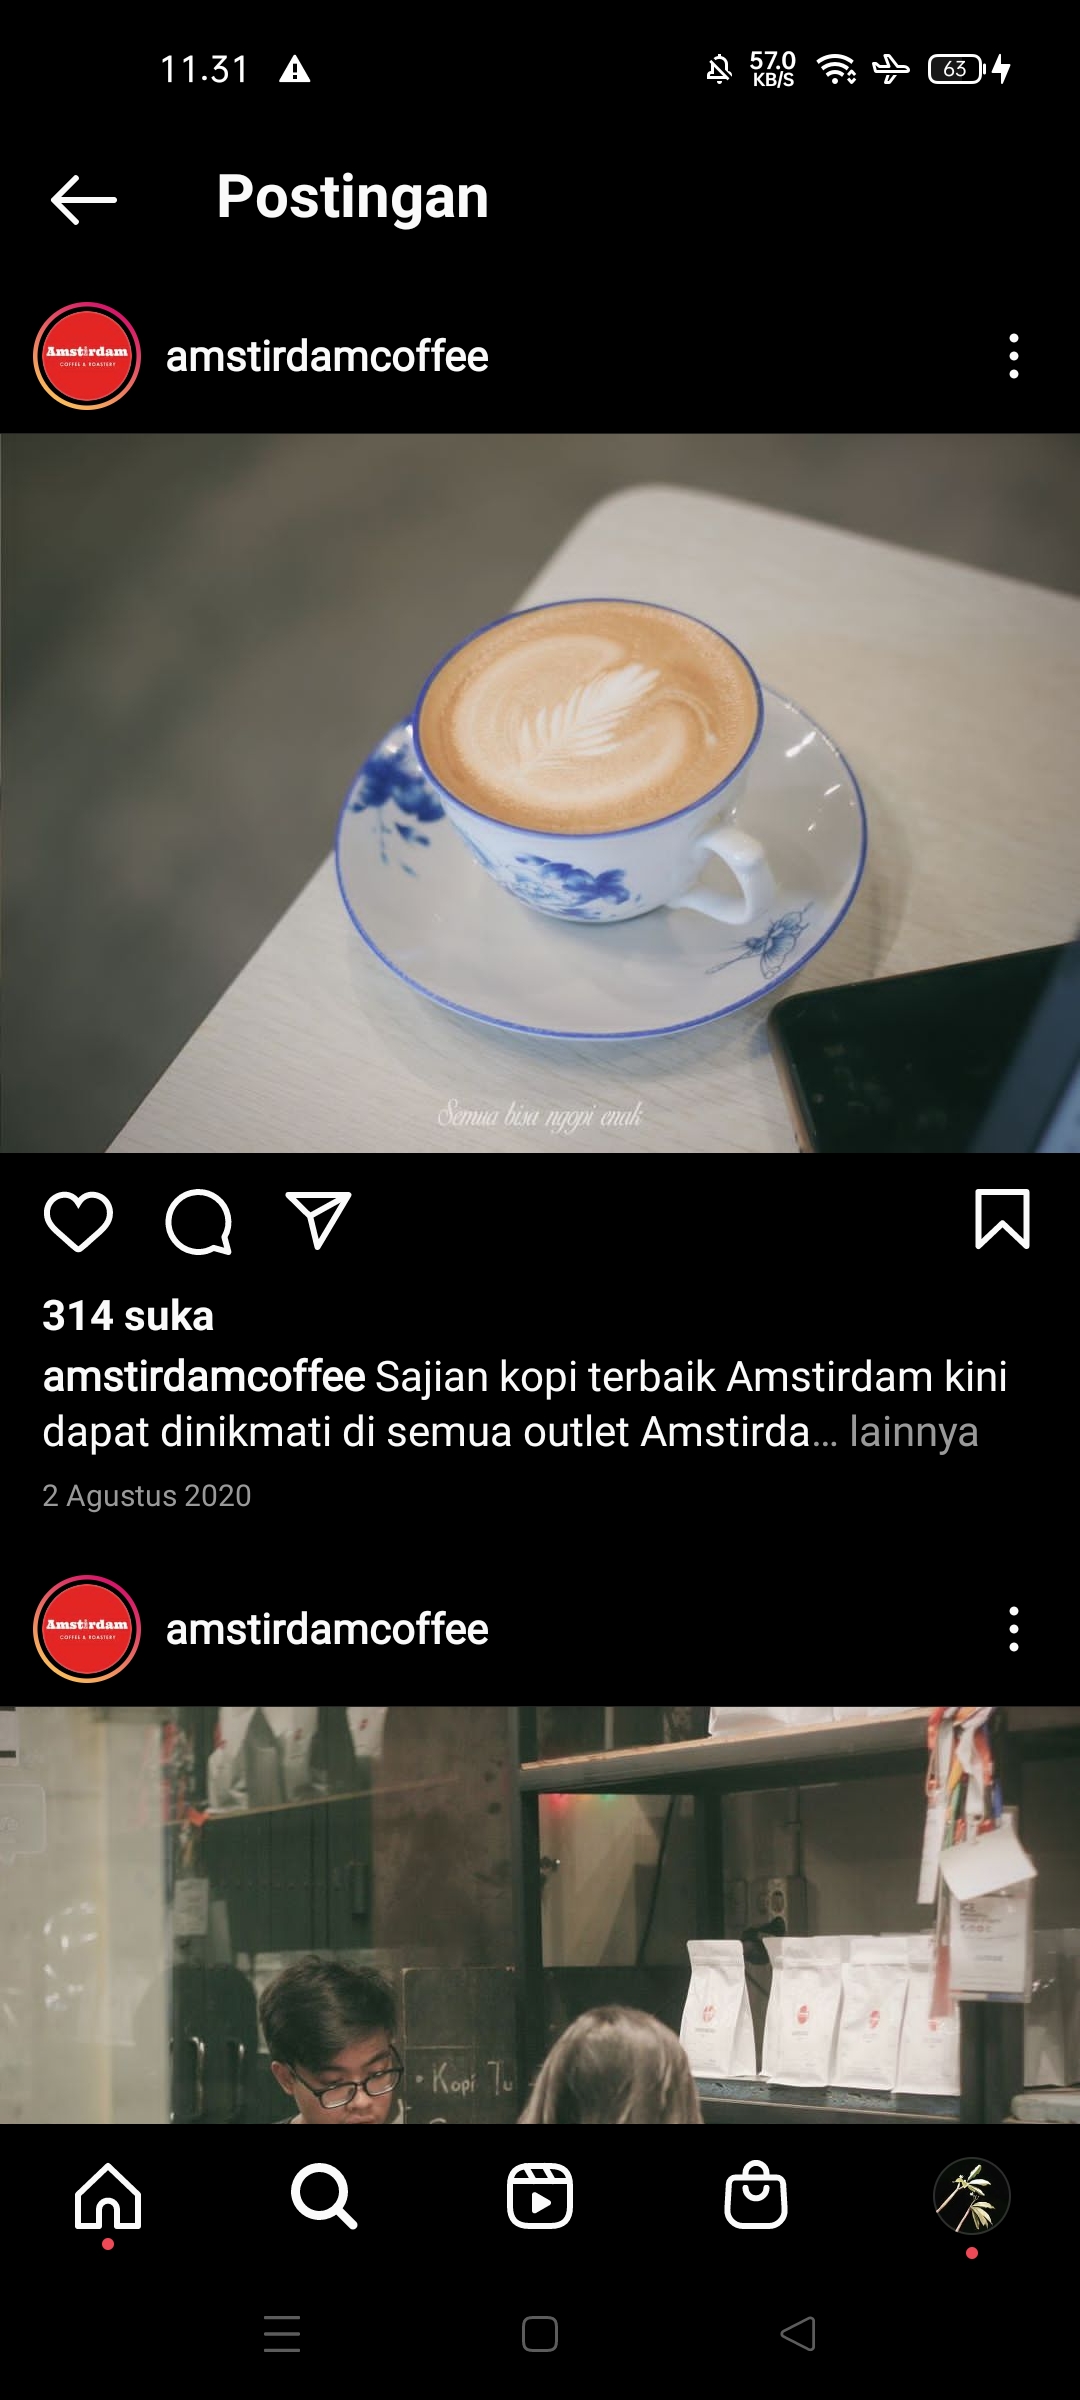 11.31
57.0
KB/S
63
Postingan
Amstirdam
COFFEE & ROASTERY
amstirdamcoffee
Semua bisa ngopi enak
314 suka
amstirdamcoffee Sajian kopi terbaik Amstirdam kini
dapat dinikmati di semua outlet Amstirda... lainnya
2 Agustus 2020
Amstirdam
COFFEE & ROASTERY
amstirdamcoffee
• Kopi Tu